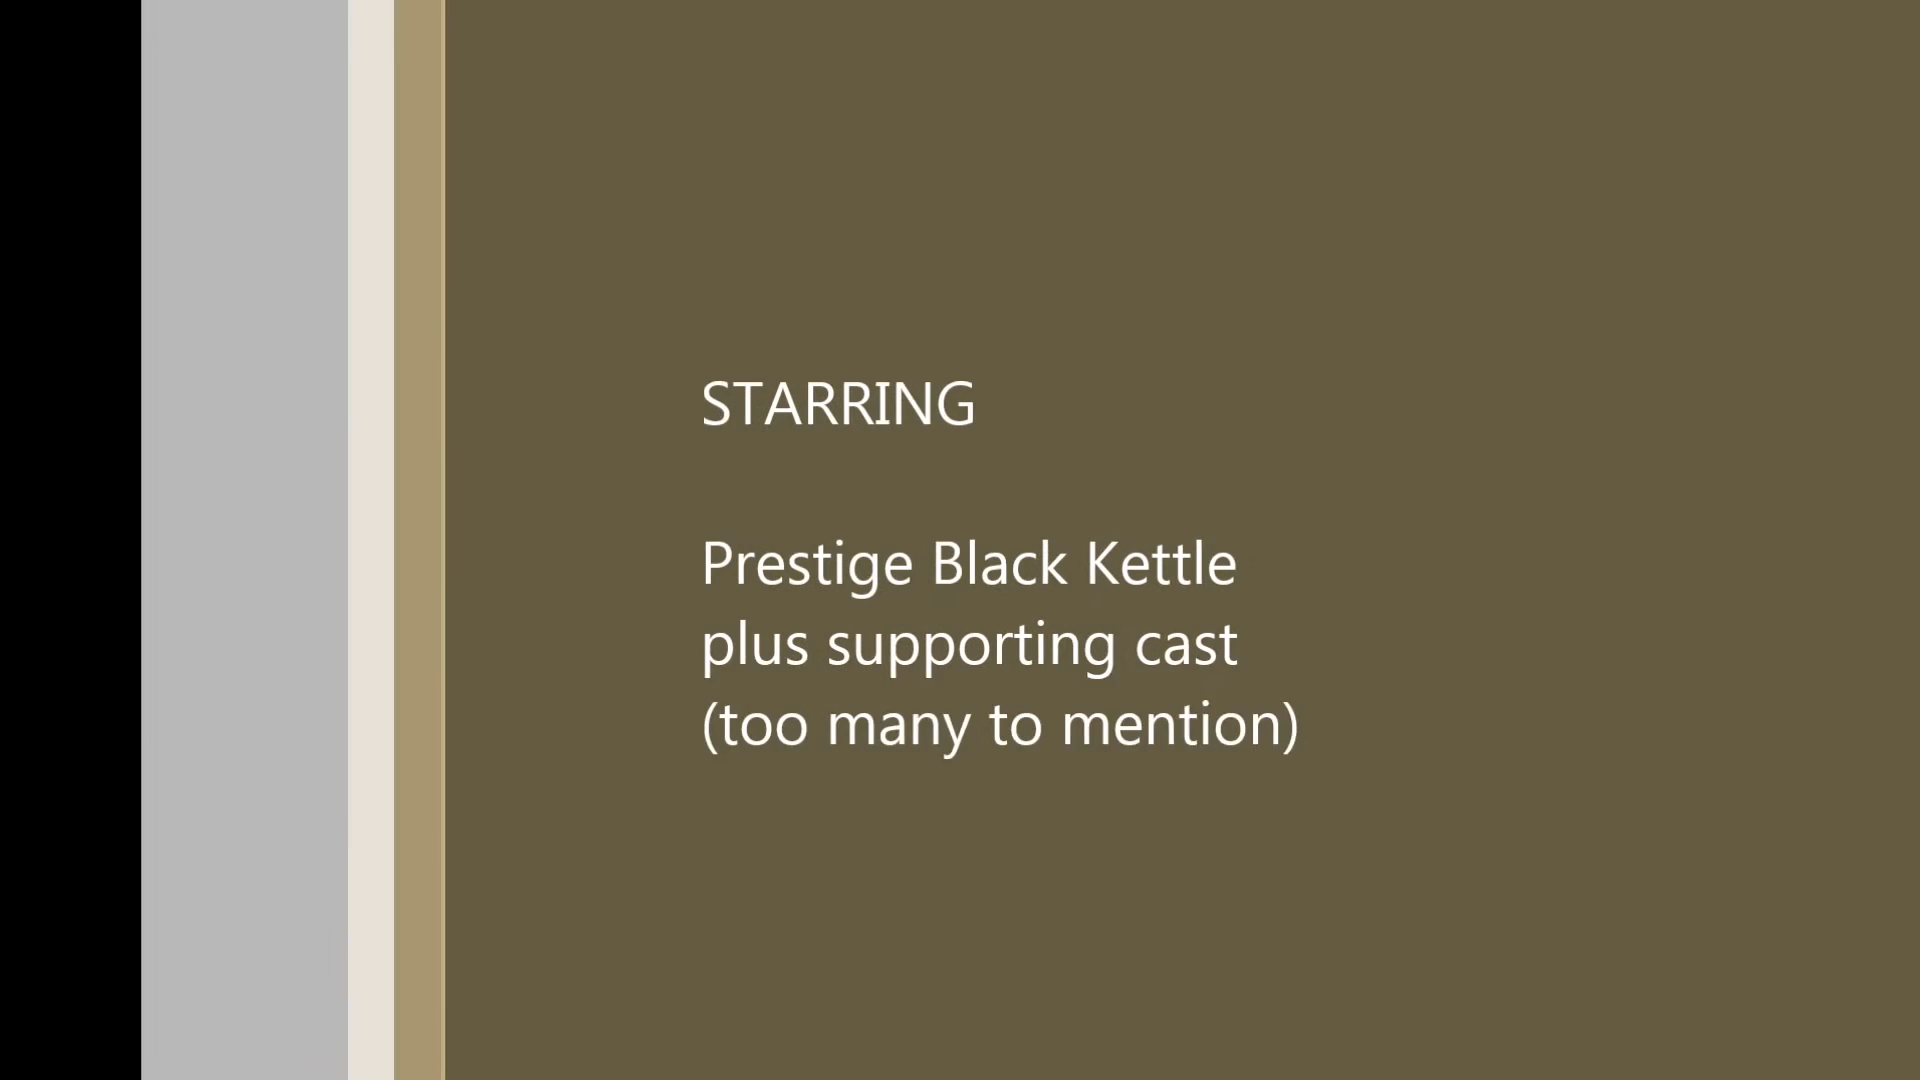 STARRING
Prestige Black Kettle
plus supporting cast
(too many to mention)